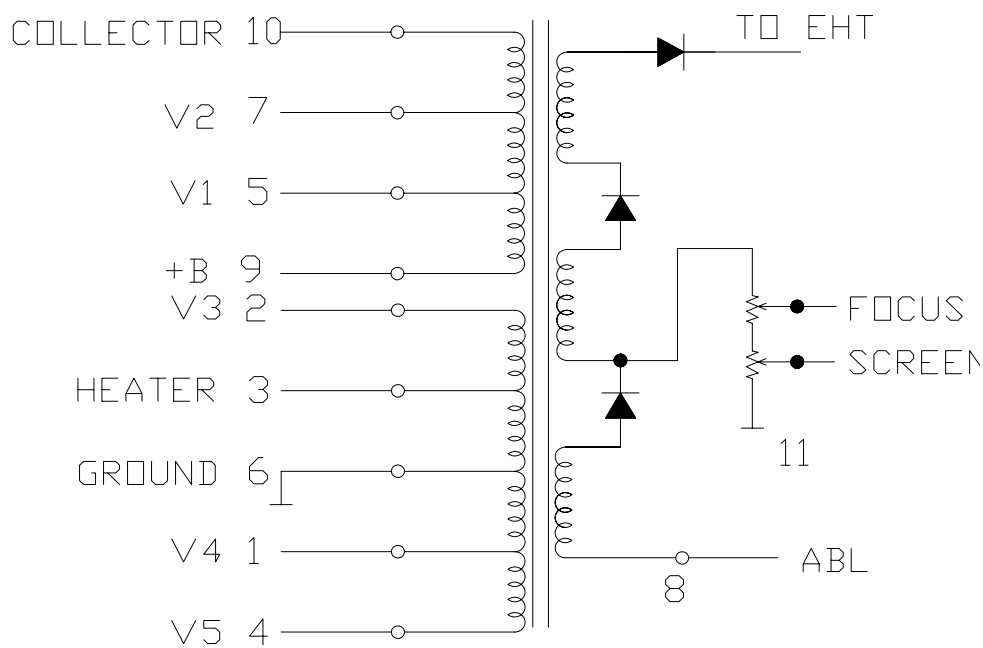 COLLECTOR 10
TO EHT
V2 7
V1 5
+B 9
V3 2
FOCUS
SCREEN
HEATER 3
11
GROUND 6
V4 1
ABL
8
V5 4